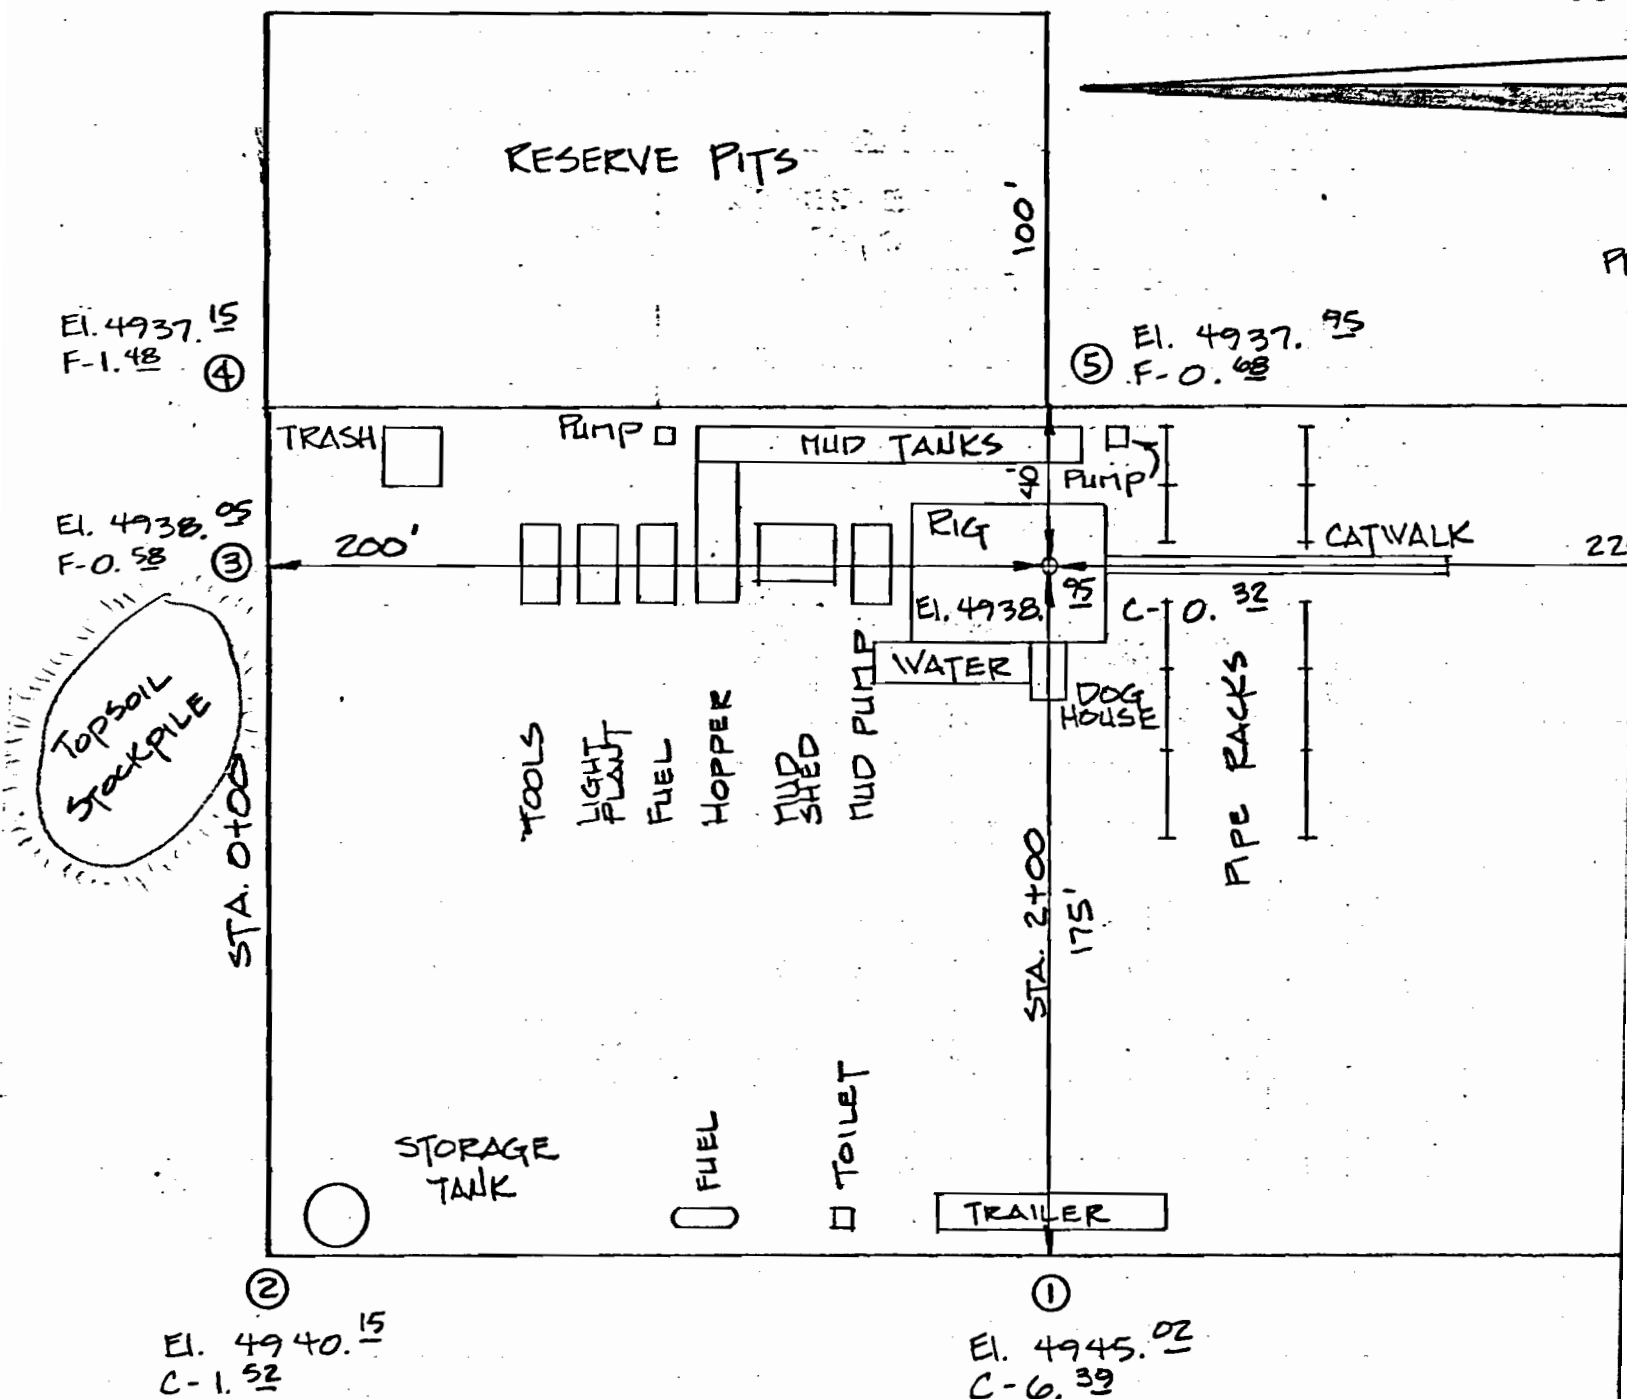 RESERVE PITS
100'
El. 4937.15
F-1.48
④
⑤
El. 4937.95
F-0.68
TRASH
PUMP
MUD TANKS
PUMP
40'
El. 4938.05
F-0.58
③
200'
RIG
CATWALK
22
El. 4938.95
C-0.32
WATER
DOG
HOUSE
TOPSOIL
STOCKPILE
STA. 0+00
TOOLS
LIGHT
PLANT
FUEL
HOPPER
MUD
SHED
MUD PUMP
PIPE RACKS
STA. 2+00
175'
STORAGE
TANK
FUEL
TOILET
TRAILER
②
El. 4940.15
C-1.52
①
El. 4945.02
C-6.39